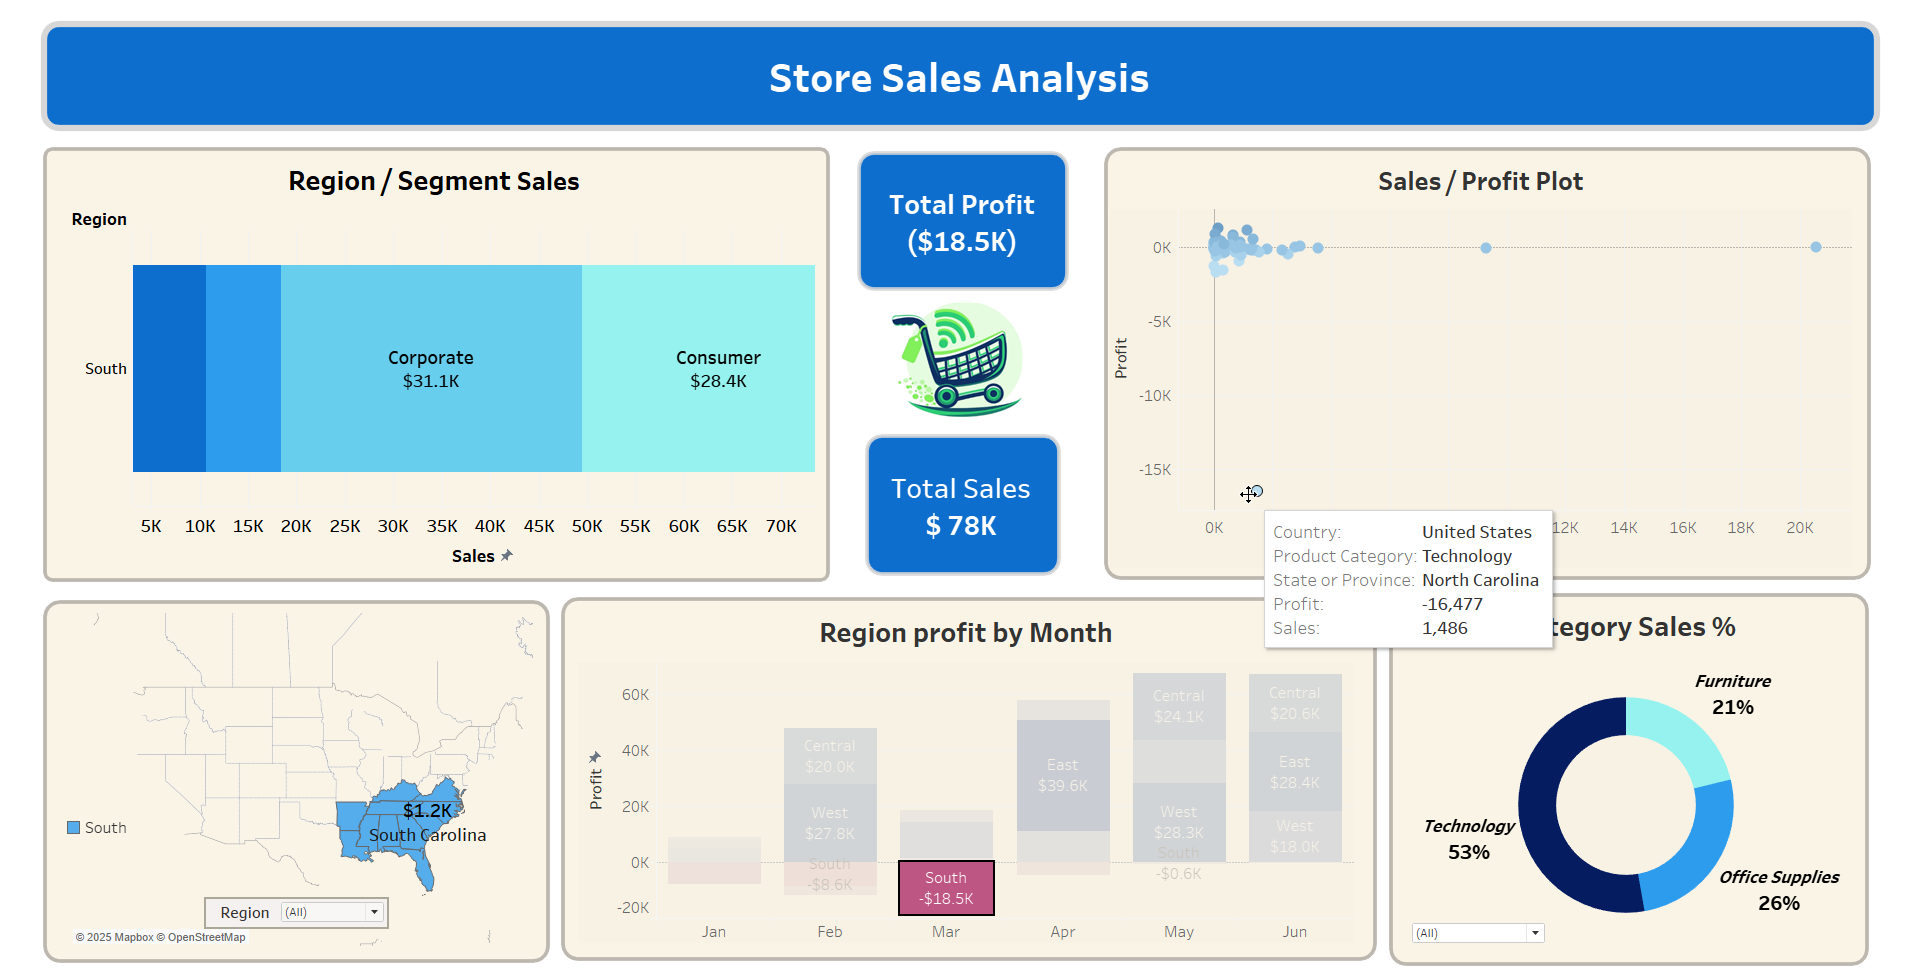 Store Sales Analysis
Region / Segment Sales
Region
South
Corporate
$31.1K
Consumer
$28.4K
5K 10K 15K 20K 25K 30K 35K 40K 45K 50K 55K 60K 65K 70K
Sales
Total Profit
($18.5K)
Total Sales
$ 78K
Sales / Profit Plot
Profit
0K
-5K
-10K
-15K
0K 12K 14K 16K 18K 20K
Country: United States
Product Category: Technology
State or Province: North Carolina
Profit: -16,477
Sales: 1,486
South
$1.2K
South Carolina
Region (All)
© 2025 Mapbox © OpenStreetMap
Region profit by Month
Profit
60K
40K
20K
0K
-20K
Central
$20.0K
West
$27.8K
South
-$8.6K
South
-$18.5K
East
$39.6K
Central
$24.1K
West
$28.3K
South
-$0.6K
Central
$20.6K
East
$28.4K
West
$18.0K
Jan Feb Mar Apr May Jun
tegory Sales %
Furniture
21%
Technology
53%
Office Supplies
26%
(All)